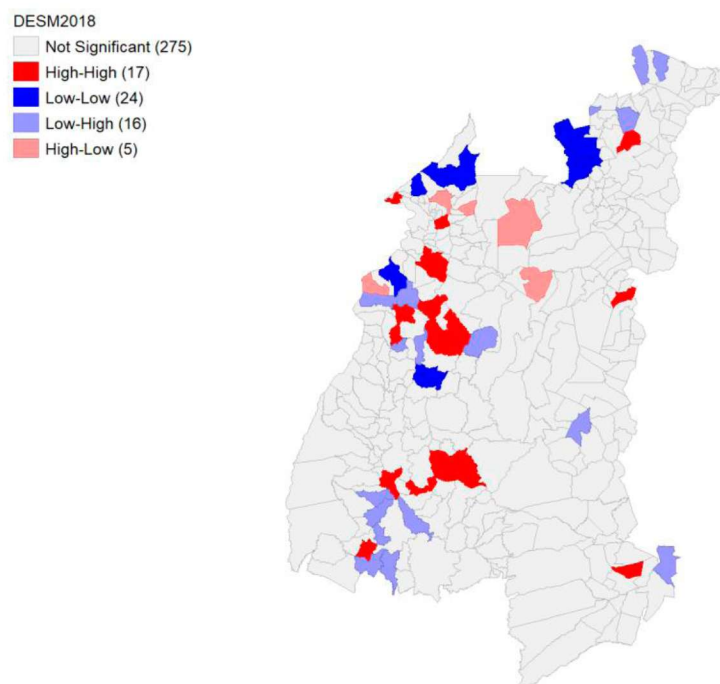 DESM2018
Not Significant (275)
High-High (17)
Low-Low (24)
Low-High (16)
High-Low (5)